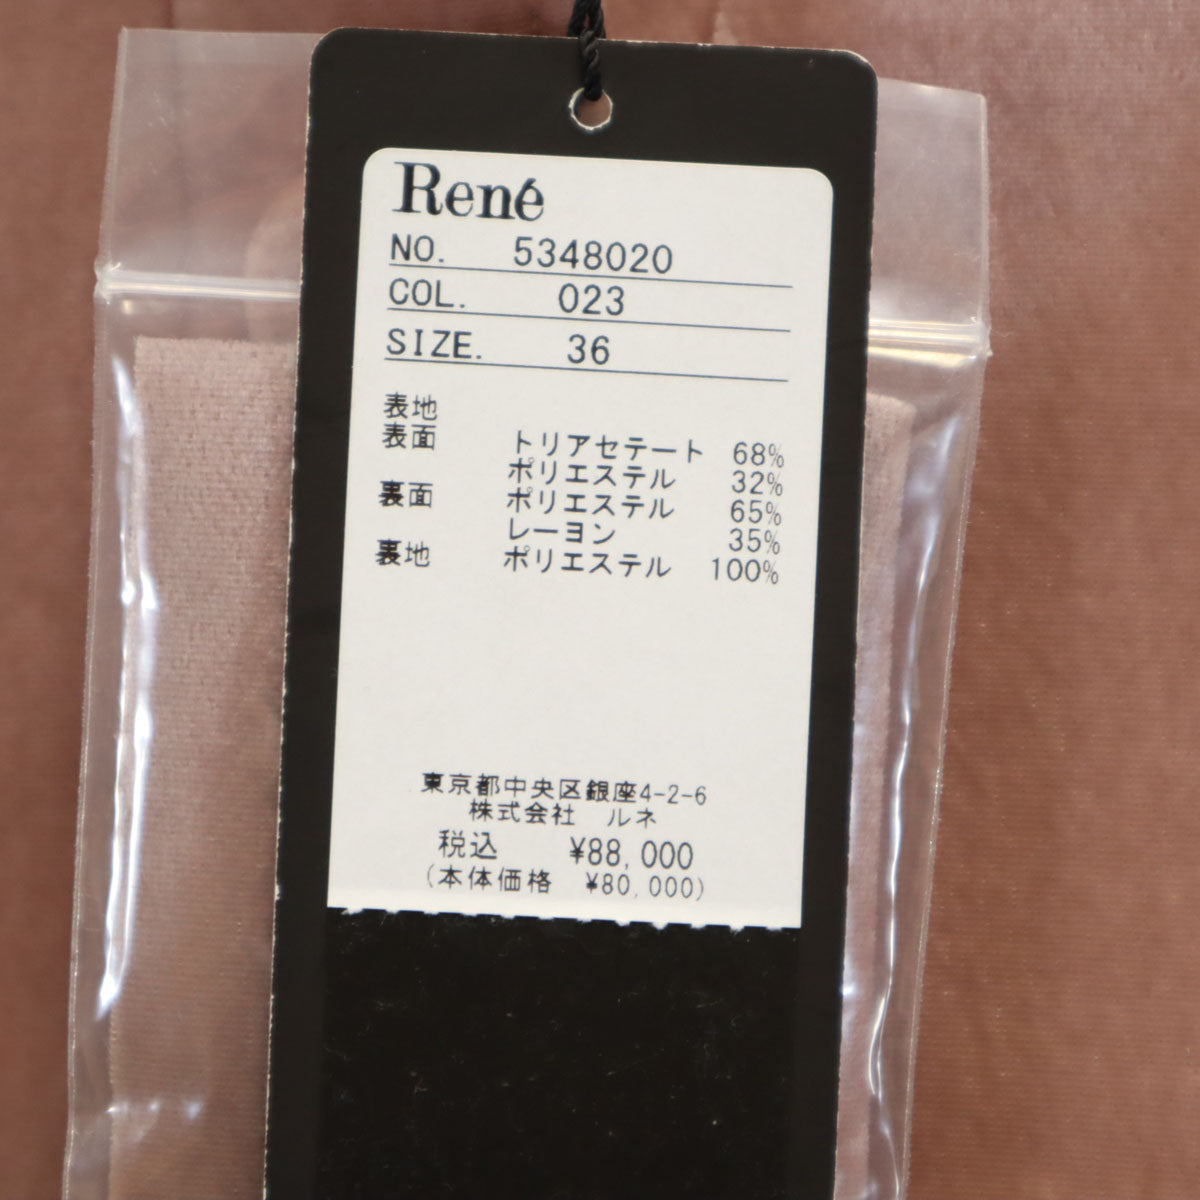 René
NO. 5348020
COL. 023
SIZE. 36
表地
表面 トリアセテート 68%
ポリエステル 32%
裏面 ポリエステル 65%
レーヨン 35%
裏地 ポリエステル 100%
東京都中央区銀座4-2-6
株式会社 ルネ
税込 ¥88,000
(本体価格 ¥80,000)